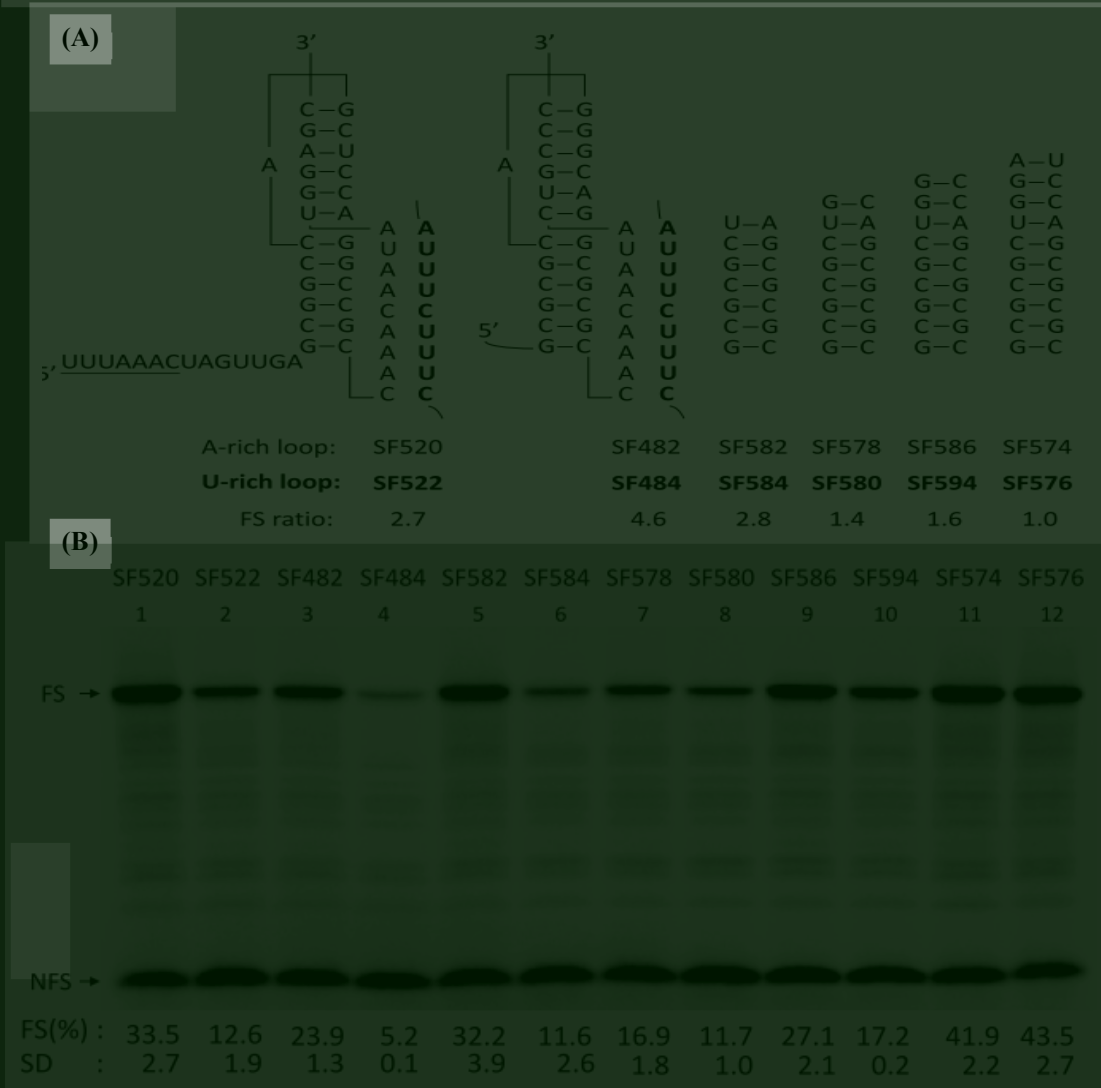 (A)
3′ 3′
C–G C–G
G–C C–G
A–U C–G A–U
A A
G–C G–C G–C G–C
G–C U–A G–C G–C G–C
U–A C–G U–A U–A U–A U–A
A A A A
C–G C–G C–G C–G C–G C–G
U U U U
C–G G–C G–C G–C G–C G–C
A U A U
G–C C–G C–G C–G C–G C–G
A U A U
G–C G–C G–C G–C G–C G–C
C C C C
C–G C–G C–G C–G C–G C–G
5′
A U A U
G–C G–C G–C G–C G–C G–C
A U A U
5′ UUUAAACUAGUUGA
A U A U
C C C C
A-rich loop: SF520 SF482 SF582 SF578 SF586 SF574
U-rich loop: SF522 SF484 SF584 SF580 SF594 SF576
FS ratio: 2.7 4.6 2.8 1.4 1.6 1.0
(B)
SF520 SF522 SF482 SF484 SF582 SF584 SF578 SF580 SF586 SF594 SF574 SF576
1 2 3 4 5 6 7 8 9 10 11 12
FS →
NFS →
FS(%) : 33.5 12.6 23.9 5.2 32.2 11.6 16.9 11.7 27.1 17.2 41.9 43.5
SD : 2.7 1.9 1.3 0.1 3.9 2.6 1.8 1.0 2.1 0.2 2.2 2.7